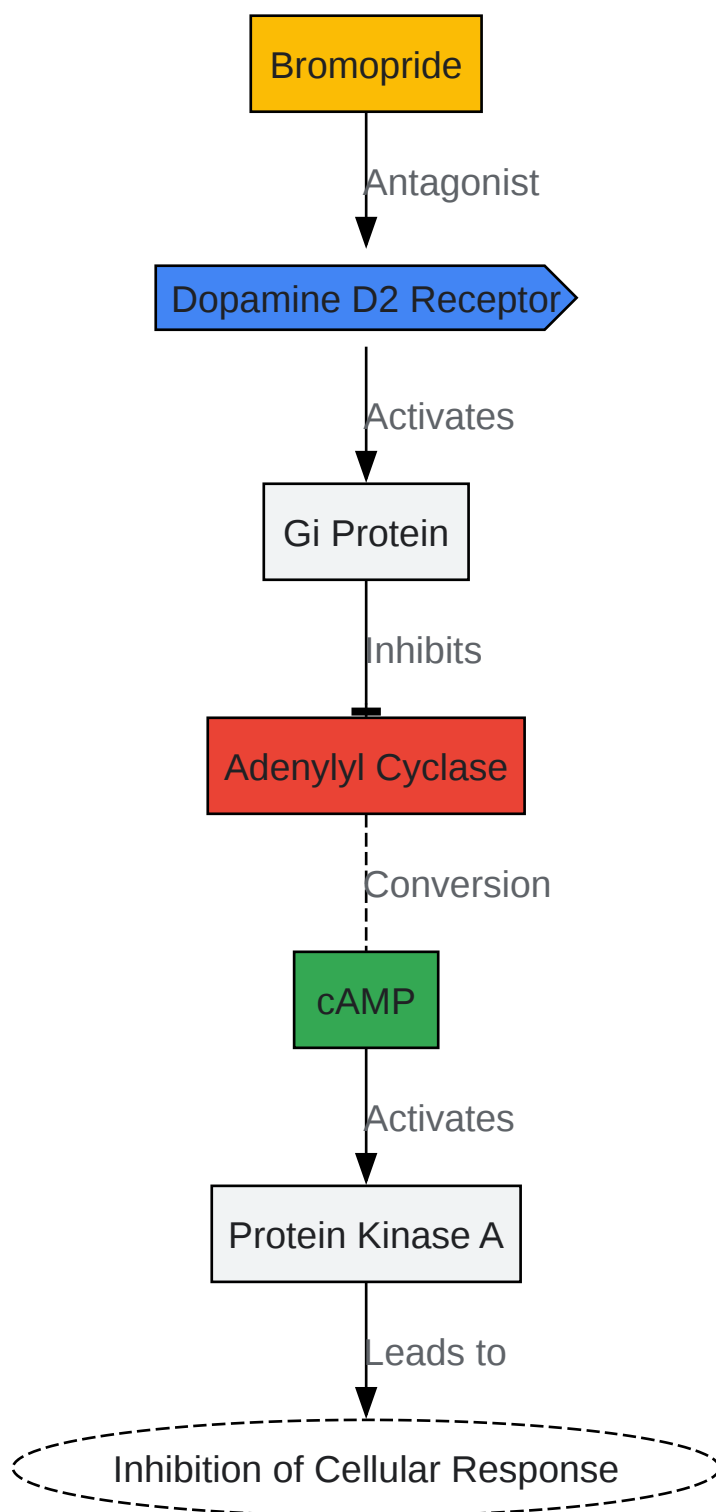 Bromopride
Antagonist
Dopamine D2 Receptor
Activates
Gi Protein
Inhibits
Adenylyl Cyclase
Conversion
cAMP
Activates
Protein Kinase A
Leads to
Inhibition of Cellular Response